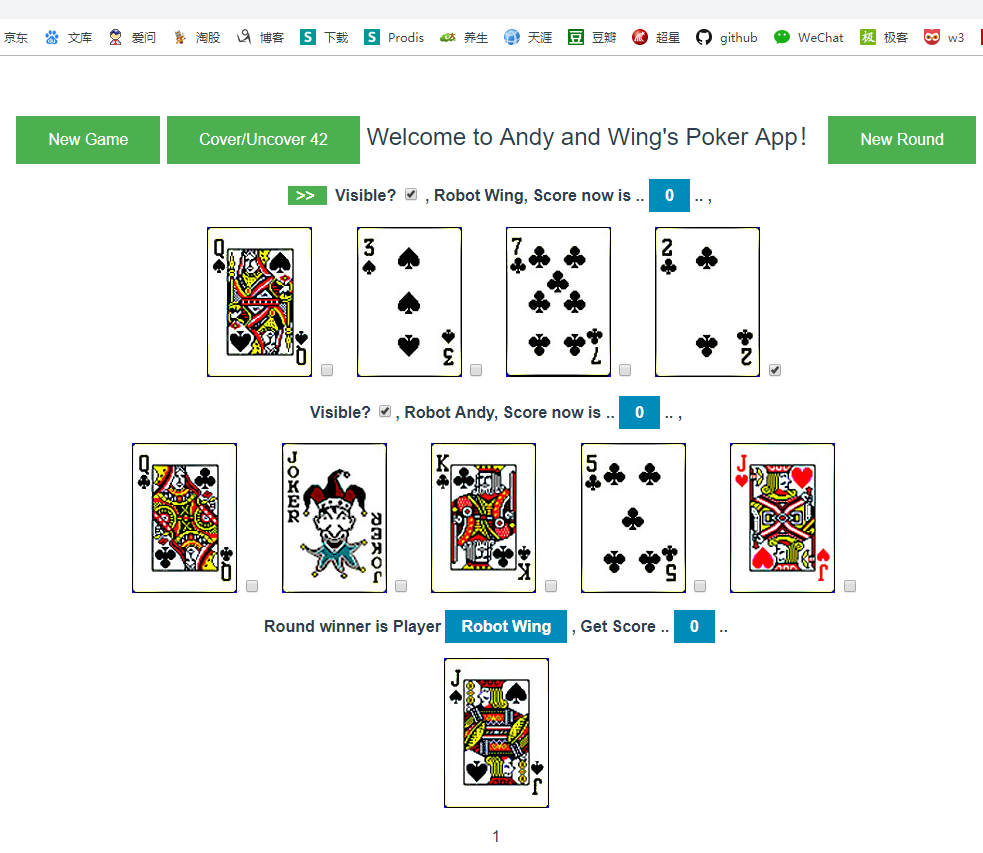 京东 文库 爱问 淘股 博客 S 下载 S Prodis 养生 天涯 豆 豆瓣 超星 github WeChat 极 极客 w3
New Game Cover/Uncover 42 Welcome to Andy and Wing's Poker App! New Round
>> Visible? , Robot Wing, Score now is .. 0 .. ,
Q 3 7 2
Q 3 7 2
Visible? , Robot Andy, Score now is .. 0 .. ,
Q JOKER K 5 J
Q JOKER K 5 J
Round winner is Player Robot Wing , Get Score .. 0 ..
J
J
1